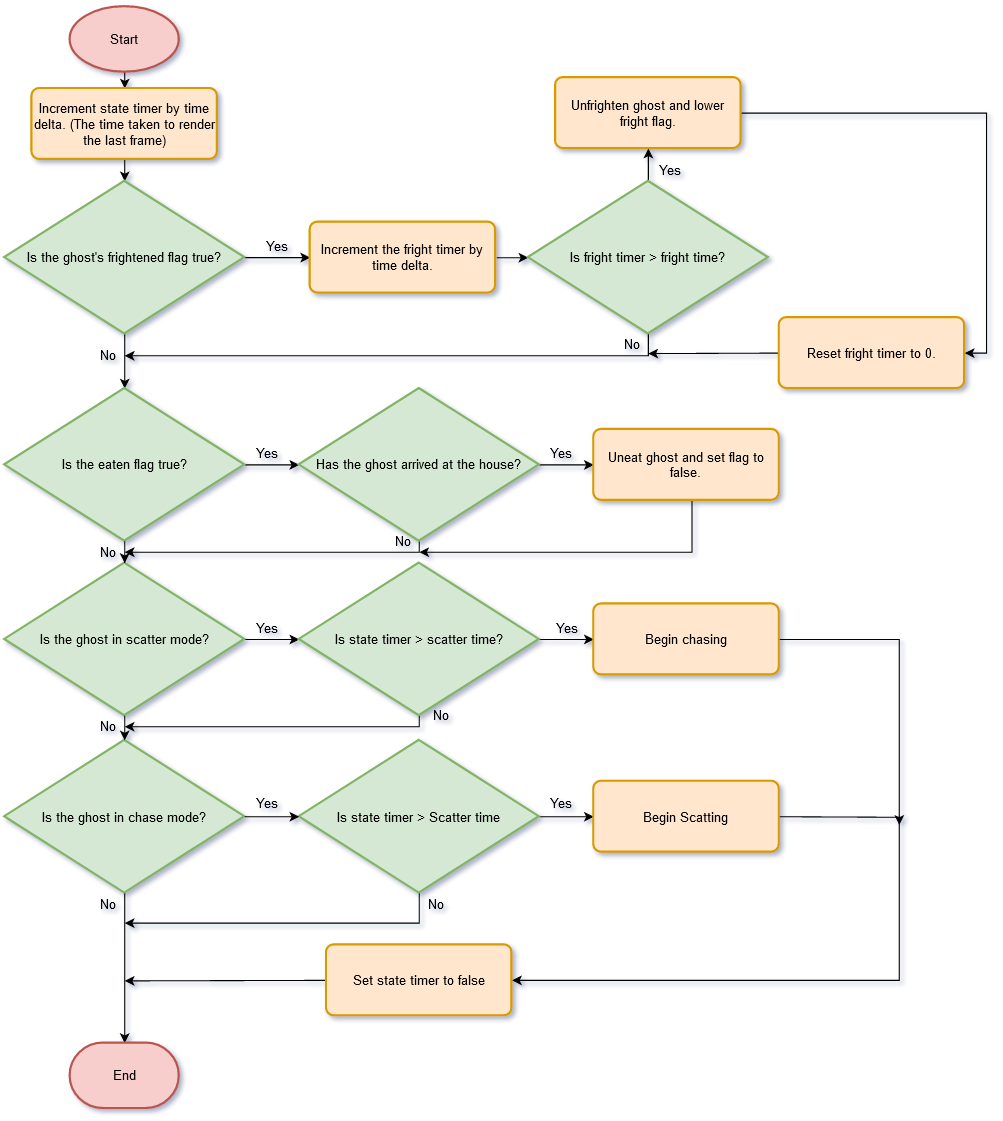 Start
Increment state timer by time
delta. (The time taken to render
the last frame)
Unfrighten ghost and lower
fright flag.
Yes
Is the ghost's frightened flag true?
Yes
Increment the fright timer by
time delta.
Is fright timer > fright time?
No
No
Reset fright timer to 0.
Is the eaten flag true?
Yes
Has the ghost arrived at the house?
Yes
Uneat ghost and set flag to
false.
No
No
Is the ghost in scatter mode?
Yes
Is state timer > scatter time?
Yes
Begin chasing
No
No
Is the ghost in chase mode?
Yes
Is state timer > Scatter time
Yes
Begin Scatting
No
No
Set state timer to false
End